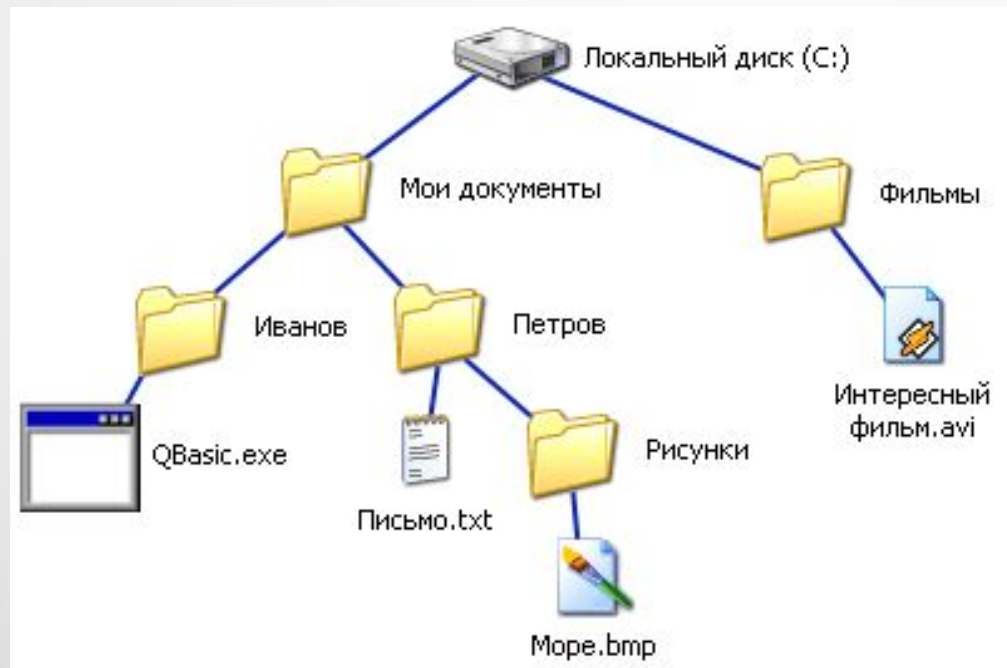 Локальный диск (C:)
Мои документы
Фильмы
Иванов
Петров
Интересный
фильм.avi
QBasic.exe
Рисунки
Письмо.txt
Море.bmp